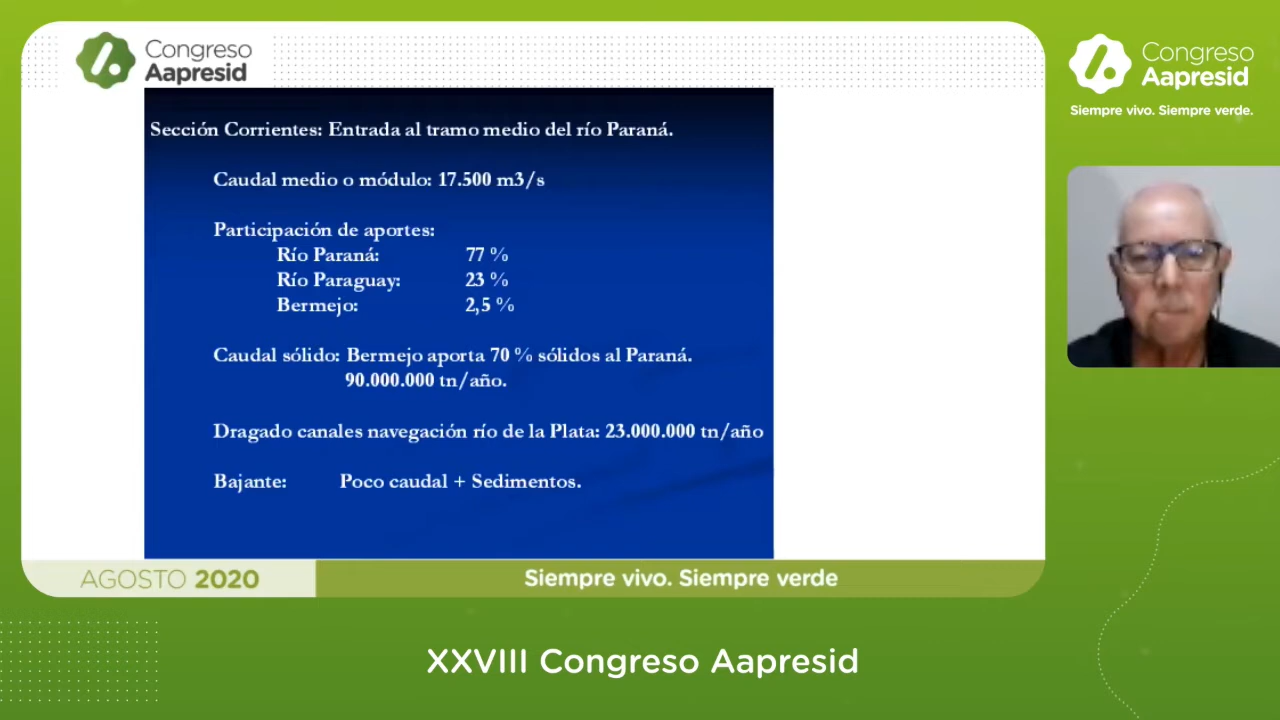 Congreso
Aapresid
Congreso
Aapresid
Siempre vivo. Siempre verde.
Sección Corrientes: Entrada al tramo medio del río Paraná.
Caudal medio o módulo: 17.500 m3/s
Participación de aportes:
Río Paraná: 77 %
Río Paraguay: 23 %
Bermejo: 2,5 %
Caudal sólido: Bermejo aporta 70 % sólidos al Paraná.
90.000.000 tn/año.
Dragado canales navegación río de la Plata: 23.000.000 tn/año
Bajante: Poco caudal + Sedimentos.
AGOSTO 2020
Siempre vivo. Siempre verde
XXVIII Congreso Aapresid